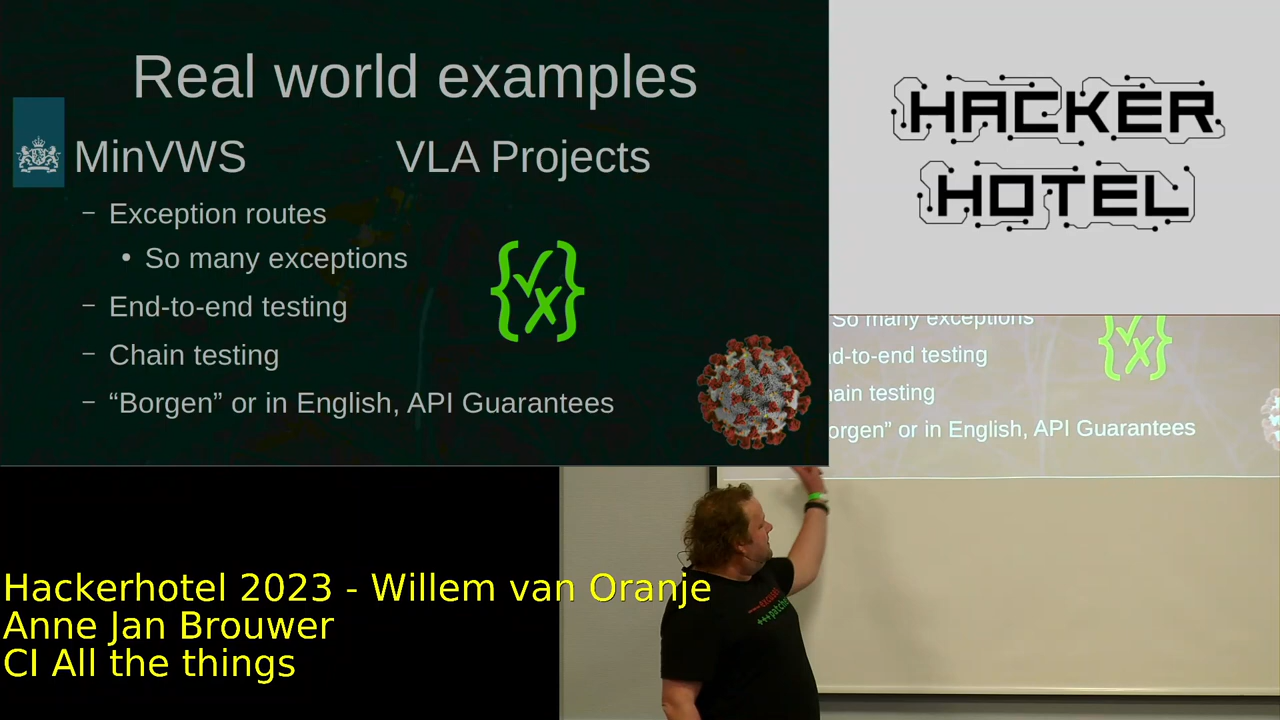 Real world examples
MinVWS
VLA Projects
– Exception routes
• So many exceptions
– End-to-end testing
– Chain testing
– “Borgen” or in English, API Guarantees
HACKER
HOTEL
So many exceptions
d-to-end testing
ain testing
orgen” or in English, API Guarantees
Hackerhotel 2023 - Willem van Oranje
Anne Jan Brouwer
CI All the things